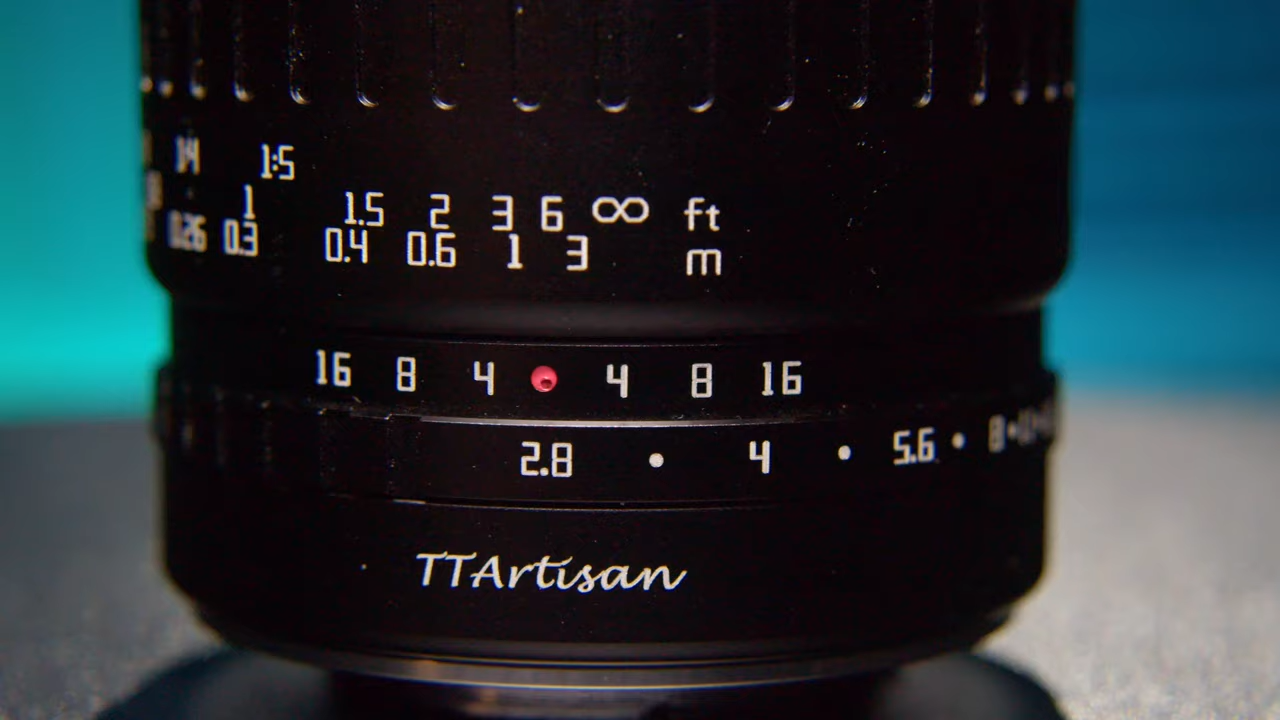 14 1:5
1 1.5 2 3 6 ∞ ft
0.26 0.3 0.4 0.6 1 3 m
16 8 4 4 8 16
2.8 • 4 • 5.6 • 8 •
TTArtisan